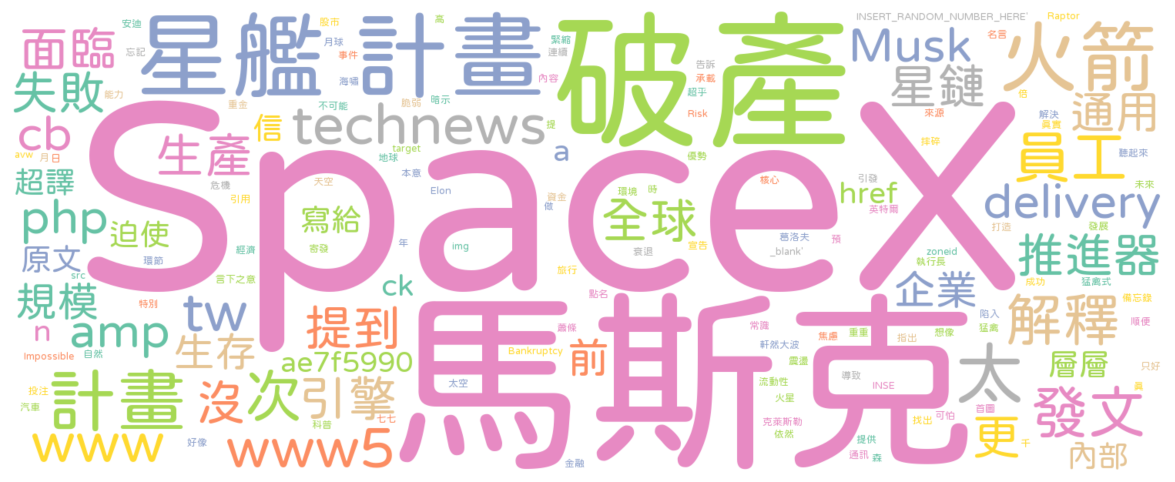 安迪
股市
高
INSERT_RANDOM_NUMBER_HERE`
Raptor
面臨
忘記
星艦計畫
月球
事件
緊縮
連續
破產
Musk
名言
火箭
失敗
能力
海嘯
內容
告訴
承載
超乎
星鏈
信
通用
cb
重金
不可能
脆弱
暗示
technews
提
Risk
來源
解決
真實
員工
聽起來
avw
月
日
生產
信
target
地球
優勢
摔碎
超譯
危機
天空
本意
a
環境
時
核心
引發
href
未來
SpaceX
php
迫使
引用
寫給
Elon
資金
做
全球
英特爾
delivery
打造
發展
原文
環節
經濟
寄發
年
img
衰退
宣告
葛洛夫
_blank`
預
zoneid
執行長
推進器
src
言下之意
ck
旅行
企業
成功
猛禽式
規模
特別
tw
點名
陷入
備忘錄
n
amp
提到
蕭條
常識
焦慮
重重
想像
猛禽
解釋
順便
Impossible
自然
生存
ae7f5990
Bankruptcy
前
軒然大波
震盪
指出
太
層層
只好
投注
計畫
沒
次
引擎
太空
馬斯克
流動性
導致
火星
INSE
真
汽車
七七
科普
克萊斯勒
依然
首圖
可怕
找出
更
發文
www
好像
www5
金融
提供
通訊
森
千
內部